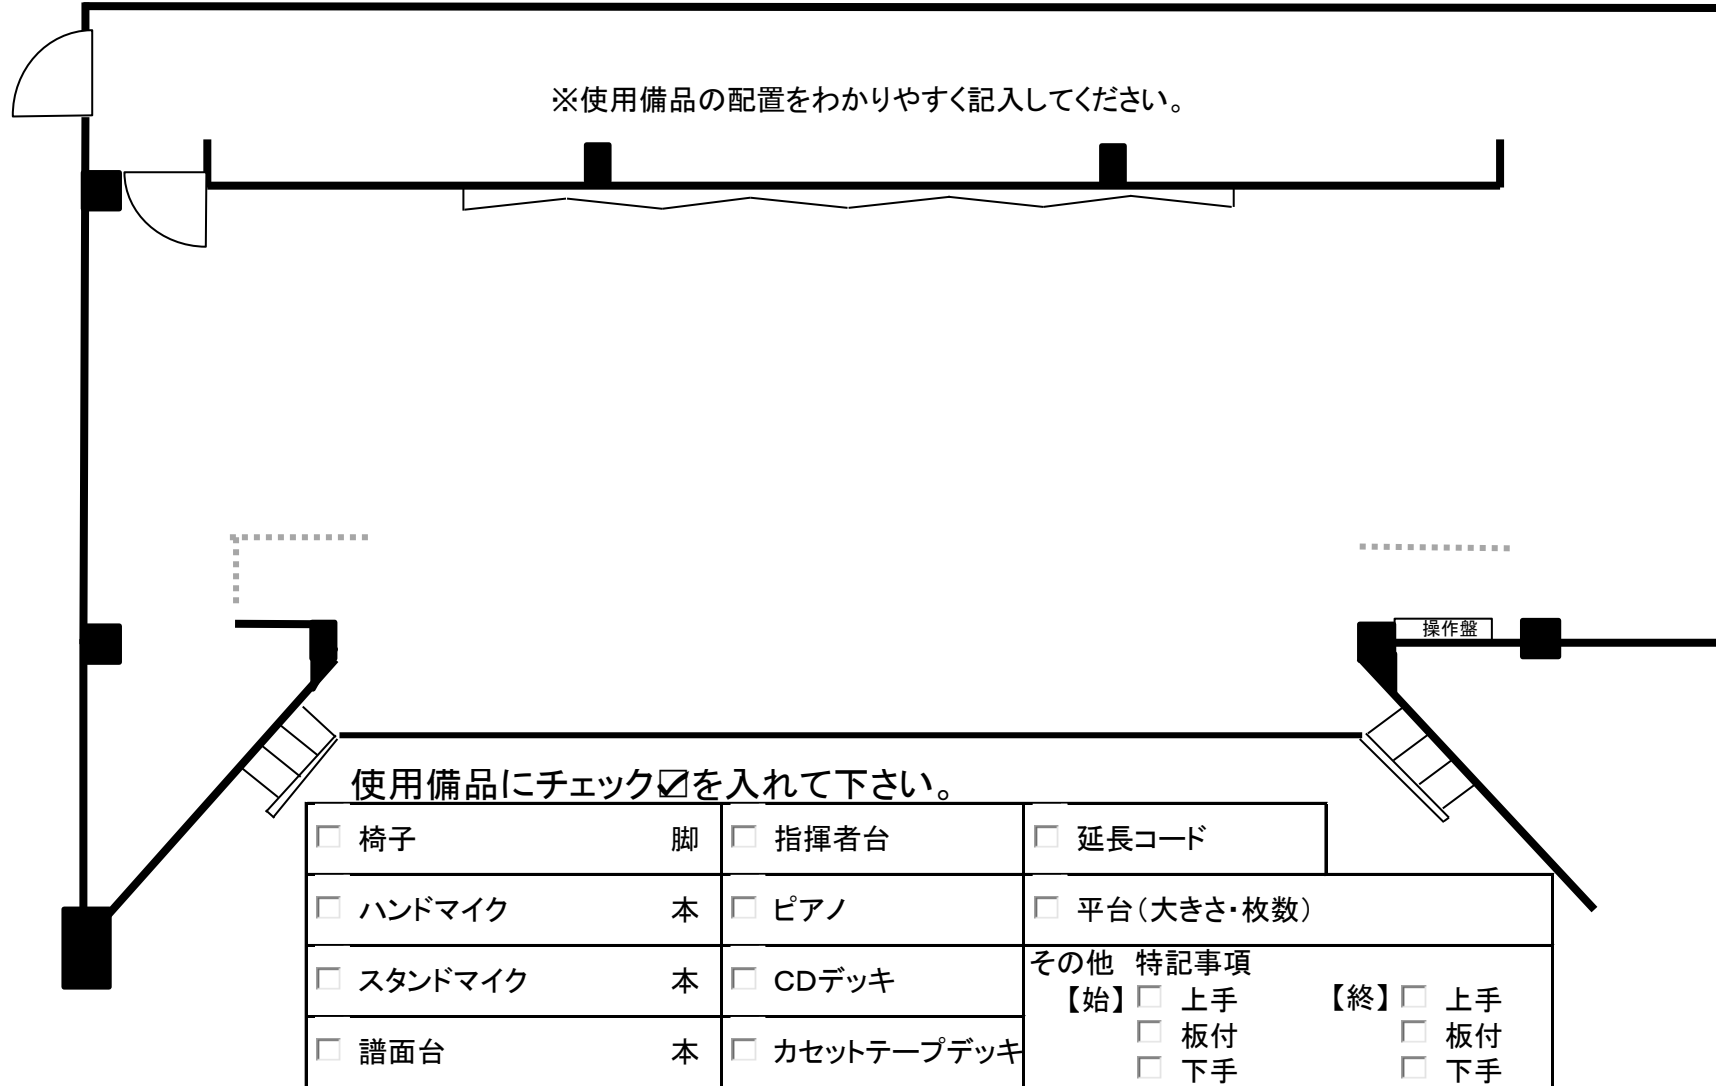 ※使用備品の配置をわかりやすく記入してください。
操作盤
使用備品にチェック☑を入れて下さい。
□ 椅子 脚 □ 指揮者台 □ 延長コード
□ ハンドマイク 本 □ ピアノ □ 平台(大きさ・枚数)
□ スタンドマイク 本 □ CDデッキ その他 特記事項
【始】□ 上手 【終】□ 上手
□ 板付 □ 板付
□ 譜面台 本 □ カセットテープデッキ □ 下手 □ 下手